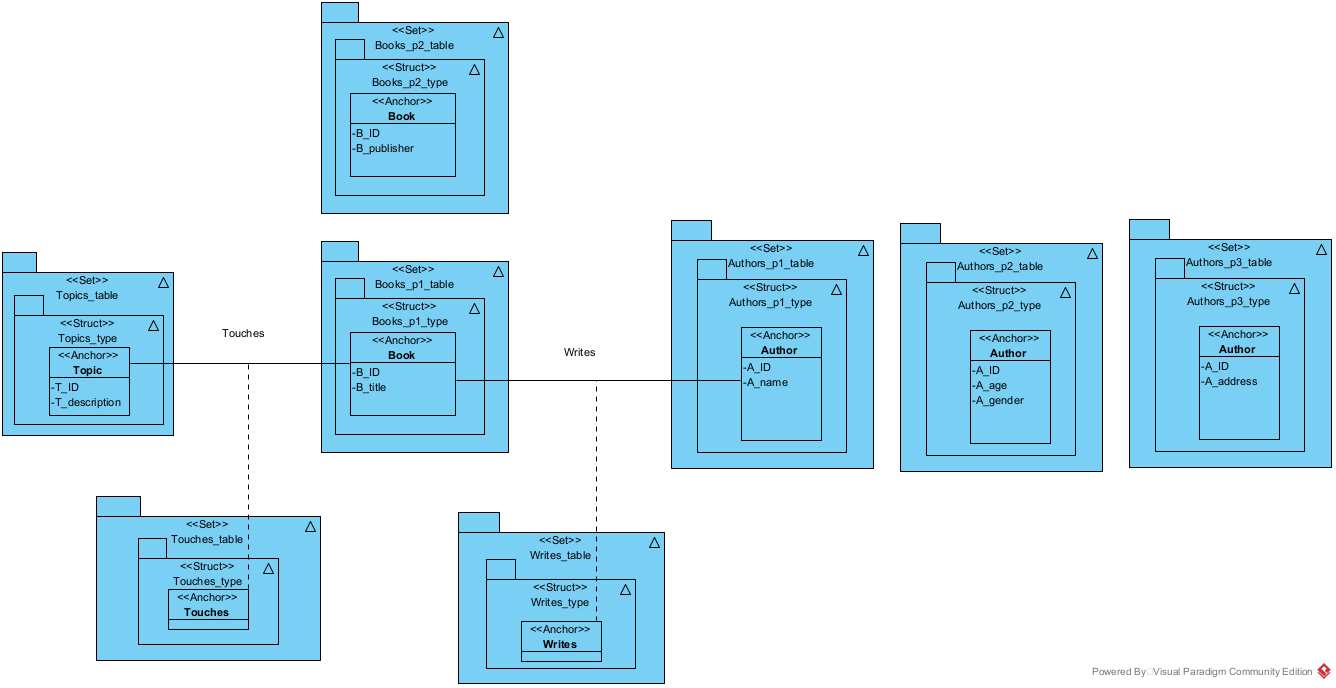 <<Set>>
Books_p2_table
<<Struct>>
Books_p2_type
<<Anchor>>
Book
-B_ID
-B_publisher
<<Set>>
Topics_table
<<Struct>>
Topics_type
<<Anchor>>
Topic
-T_ID
-T_description
Touches
<<Set>>
Books_p1_table
<<Struct>>
Books_p1_type
<<Anchor>>
Book
-B_ID
-B_title
Writes
<<Set>>
Authors_p1_table
<<Struct>>
Authors_p1_type
<<Anchor>>
Author
-A_ID
-A_name
<<Set>>
Authors_p2_table
<<Struct>>
Authors_p2_type
<<Anchor>>
Author
-A_ID
-A_age
-A_gender
<<Set>>
Authors_p3_table
<<Struct>>
Authors_p3_type
<<Anchor>>
Author
-A_ID
-A_address
<<Set>>
Touches_table
<<Struct>>
Touches_type
<<Anchor>>
Touches
<<Set>>
Writes_table
<<Struct>>
Writes_type
<<Anchor>>
Writes
Powered By Visual Paradigm Community Edition